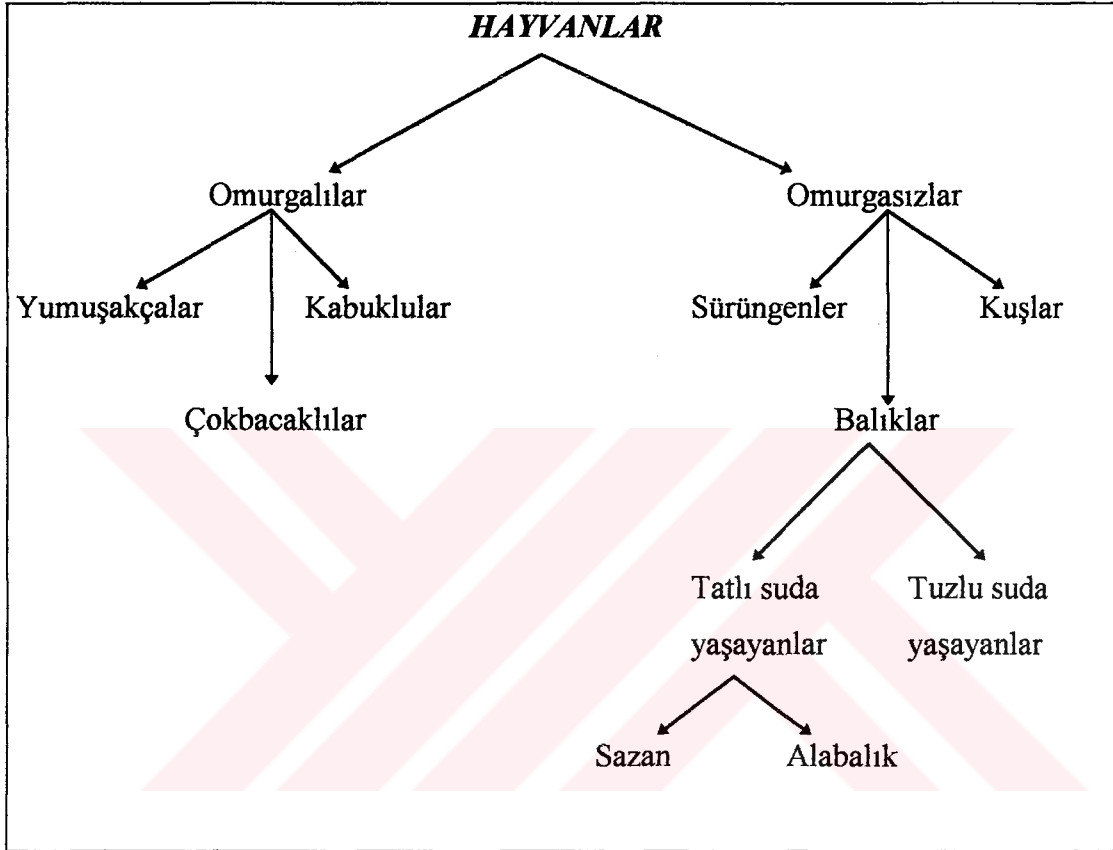 HAYVANLAR
Omurgalılar
Omurgasızlar
Yumuşakçalar
Kabuklular
Sürüngenler
Kuşlar
Çokbacaklılar
Balıklar
Tatlı suda
yaşayanlar
Tuzlu suda
yaşayanlar
Sazan
Alabalık